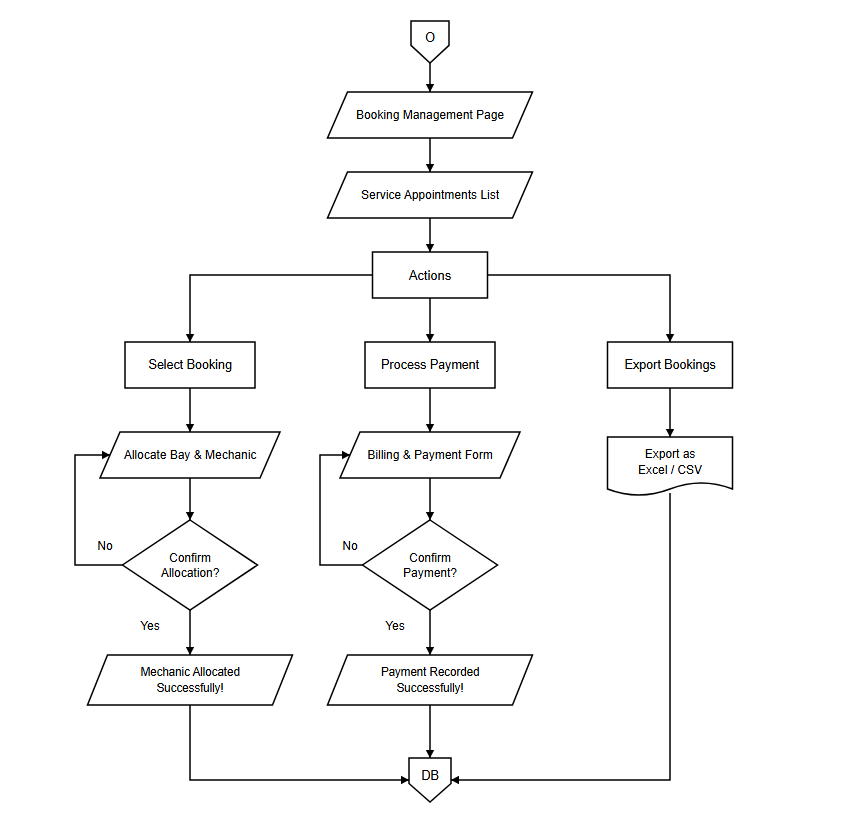 O
Booking Management Page
Service Appointments List
Actions
Select Booking
Process Payment
Export Bookings
Allocate Bay & Mechanic
Billing & Payment Form
Export as
Excel / CSV
No
Confirm
Allocation?
No
Confirm
Payment?
Yes
Yes
Mechanic Allocated
Successfully!
Payment Recorded
Successfully!
DB